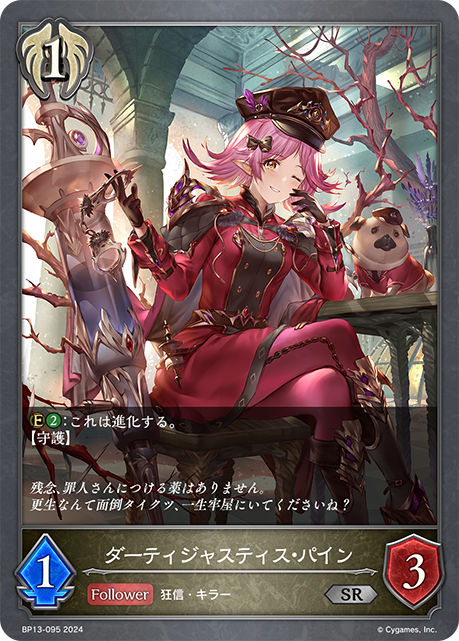 1
E 2：これは進化する。
【守護】
残念、罪人さんにつける薬はありません。
更生なんて面倒タイクツ、一生牢屋にいてくださいね？
ダーティジャスティス・パイン
1
Follower 狂信・キラー SR
3
BP13-095 2024
© Cygames, Inc.